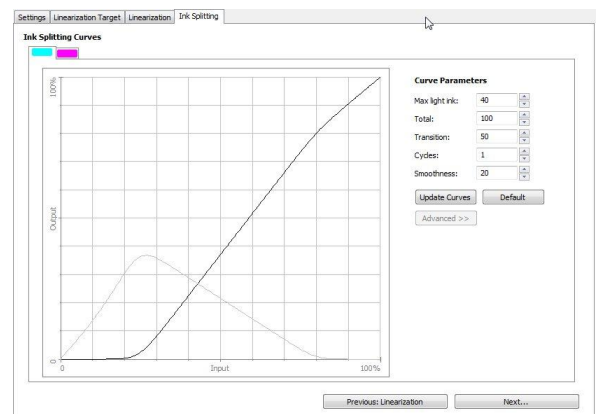 Settings Linearization Target Linearization Ink Splitting
Ink Splitting Curves
100%
Output
0
0 Input 100%
Curve Parameters
Max light ink: 40
Total: 100
Transition: 50
Cycles: 1
Smoothness: 20
Update Curves Default
Advanced >>
Previous: Linearization Next...